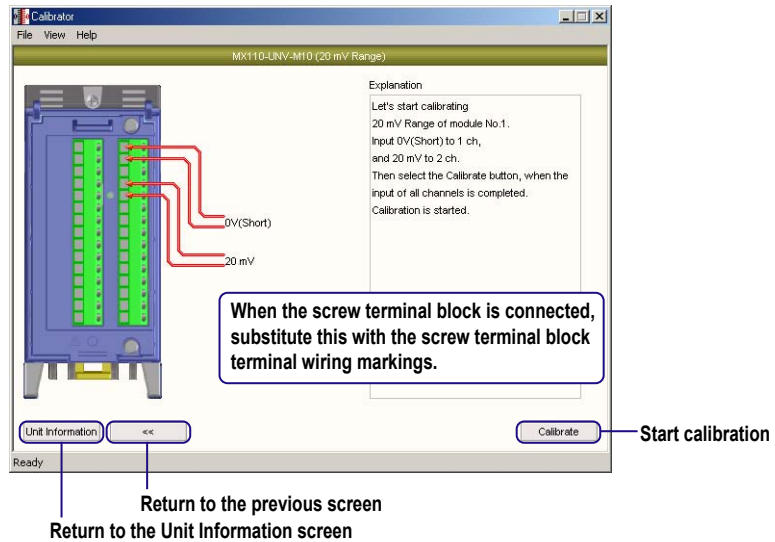 Calibrator
File View Help
MX110-UNV-M10 (20 mV Range)
Explanation
Let's start calibrating
20 mV Range of module No.1.
Input 0V(Short) to 1 ch,
and 20 mV to 2 ch.
Then select the Calibrate button, when the
input of all channels is completed.
Calibration is started.
0V(Short)
20 mV
When the screw terminal block is connected,
substitute this with the screw terminal block
terminal wiring markings.
Unit Information
<<
Calibrate
Start calibration
Ready
Return to the previous screen
Return to the Unit Information screen